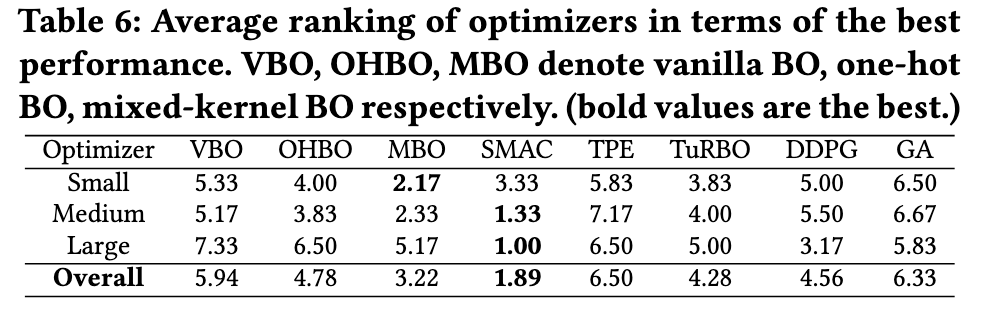 Table 6: Average ranking of optimizers in terms of the best
performance. VBO, OHBO, MBO denote vanilla BO, one-hot
BO, mixed-kernel BO respectively. (bold values are the best.)
Optimizer VBO OHBO MBO SMAC TPE TuRBO DDPG GA
Small 5.33 4.00 2.17 3.33 5.83 3.83 5.00 6.50
Medium 5.17 3.83 2.33 1.33 7.17 4.00 5.50 6.67
Large 7.33 6.50 5.17 1.00 6.50 5.00 3.17 5.83
Overall 5.94 4.78 3.22 1.89 6.50 4.28 4.56 6.33